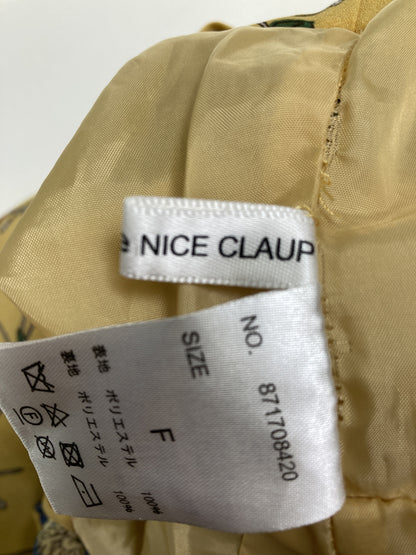 e NICE CLAUP
NO. 871708420
SIZE F
表地 ポリエステル 100%
裏地 ポリエステル 100%
F